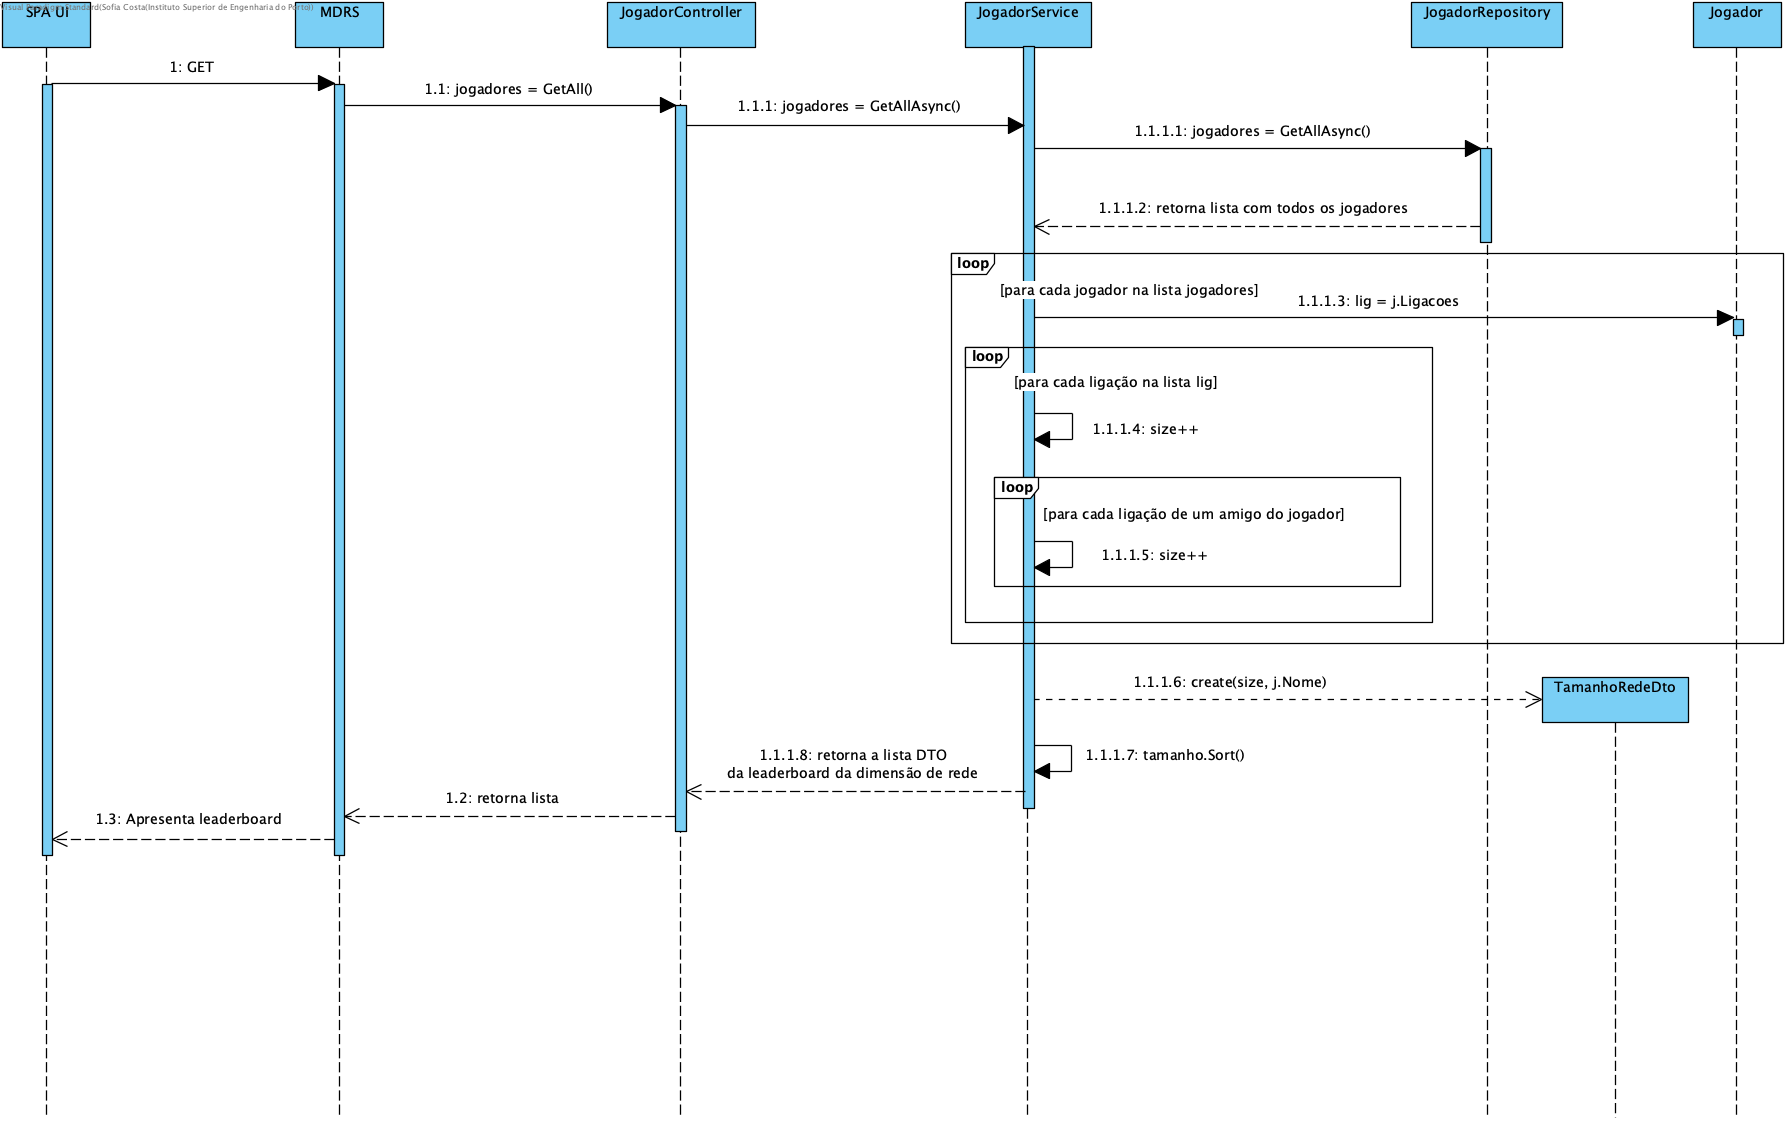 Visual Paradigm Standard(Sofia Costa(Instituto Superior de Engenharia do Porto))
SPA UI
MDRS
JogadorController
JogadorService
JogadorRepository
Jogador
1: GET
1.1: jogadores = GetAll()
1.1.1: jogadores = GetAllAsync()
1.1.1.1: jogadores = GetAllAsync()
1.1.1.2: retorna lista com todos os jogadores
loop
[para cada jogador na lista jogadores]
1.1.1.3: lig = j.Ligacoes
loop
[para cada ligação na lista lig]
1.1.1.4: size++
loop
[para cada ligação de um amigo do jogador]
1.1.1.5: size++
1.1.1.6: create(size, j.Nome)
TamanhoRedeDto
1.1.1.7: tamanho.Sort()
1.1.1.8: retorna a lista DTO
da leaderboard da dimensão de rede
1.2: retorna lista
1.3: Apresenta leaderboard